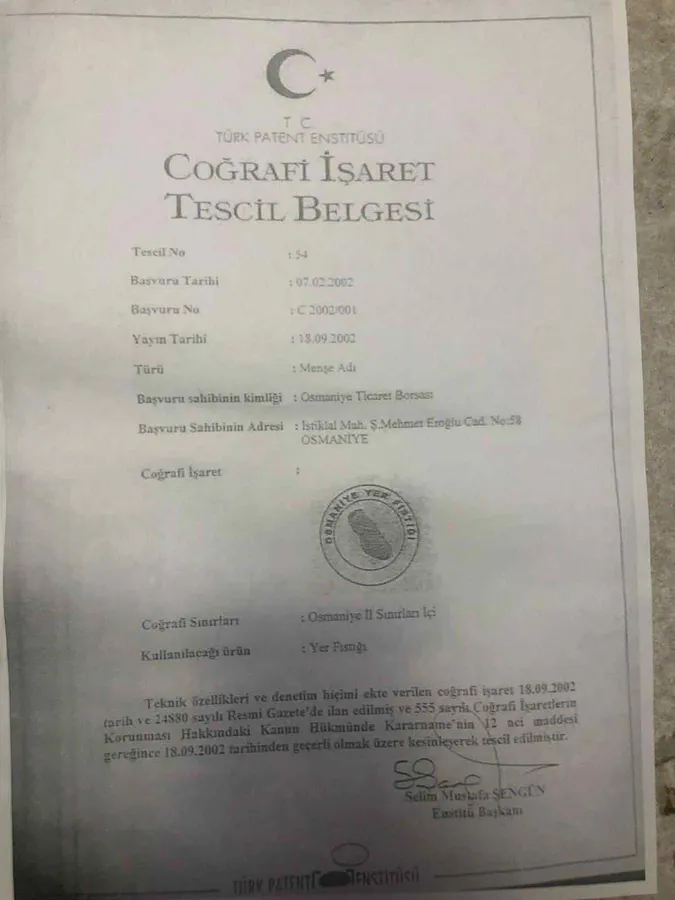 T C
TÜRK PATENT ENSTİTÜSÜ
COĞRAFİ İŞARET
TESCİL BELGESİ
Tescil No : 54
Başvuru Tarihi : 07.02.2002
Başvuru No : C 2002/001
Yayın Tarihi : 18.09.2002
Türü : Menşe Adı
Başvuru sahibinin kimliği : Osmaniye Ticaret Borsası
Başvuru Sahibinin Adresi : İstiklal Mah. Ş.Mehmet Eroğlu Cad. No:58
OSMANİYE
Coğrafi İşaret :
OSMANİYE YER FISTIĞI
Coğrafi Sınırları : Osmaniye İl Sınırları İçi
Kullanılacağı ürün : Yer Fıstığı
Teknik özellikleri ve denetim biçimi ekte verilen coğrafi işaret 18.09.2002
tarih ve 24880 sayılı Resmi Gazete'de ilan edilmiş ve 555 sayılı Coğrafi İşaretlerin
Korunması Hakkındaki Kanun Hükmünde Kararname'nin 12 nci maddesi
gereğince 18.09.2002 tarihinden geçerli olmak üzere kesinleşerek tescil edilmiştir.
Selim Mustafa ŞENGÜN
Enstitü Başkanı
TÜRK PATENT ENSTİTÜSÜ